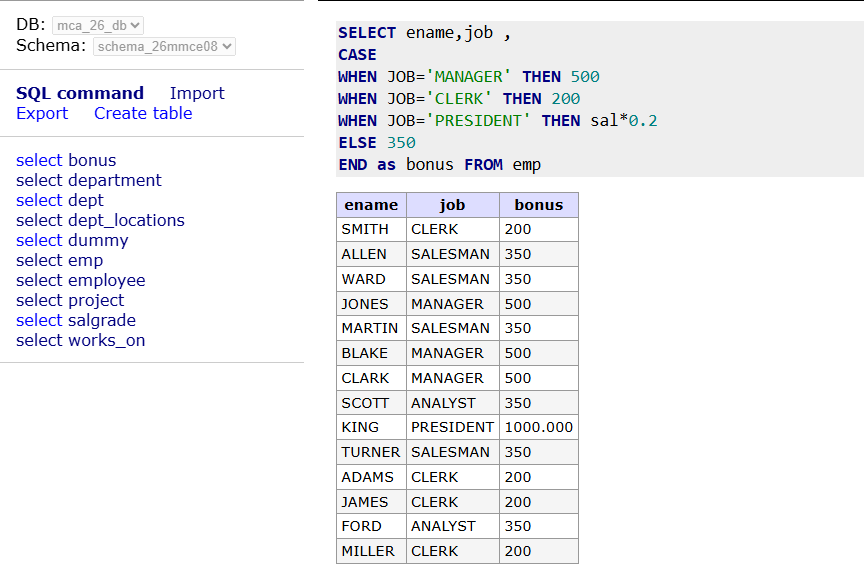 DB: mca_26_db
Schema: schema_26mmce08
SQL command Import
Export Create table
select bonus
select department
select dept
select dept_locations
select dummy
select emp
select employee
select project
select salgrade
select works_on
SELECT ename,job ,
CASE
WHEN JOB='MANAGER' THEN 500
WHEN JOB='CLERK' THEN 200
WHEN JOB='PRESIDENT' THEN sal*0.2
ELSE 350
END as bonus FROM emp
ename job bonus
SMITH CLERK 200
ALLEN SALESMAN 350
WARD SALESMAN 350
JONES MANAGER 500
MARTIN SALESMAN 350
BLAKE MANAGER 500
CLARK MANAGER 500
SCOTT ANALYST 350
KING PRESIDENT 1000.000
TURNER SALESMAN 350
ADAMS CLERK 200
JAMES CLERK 200
FORD ANALYST 350
MILLER CLERK 200